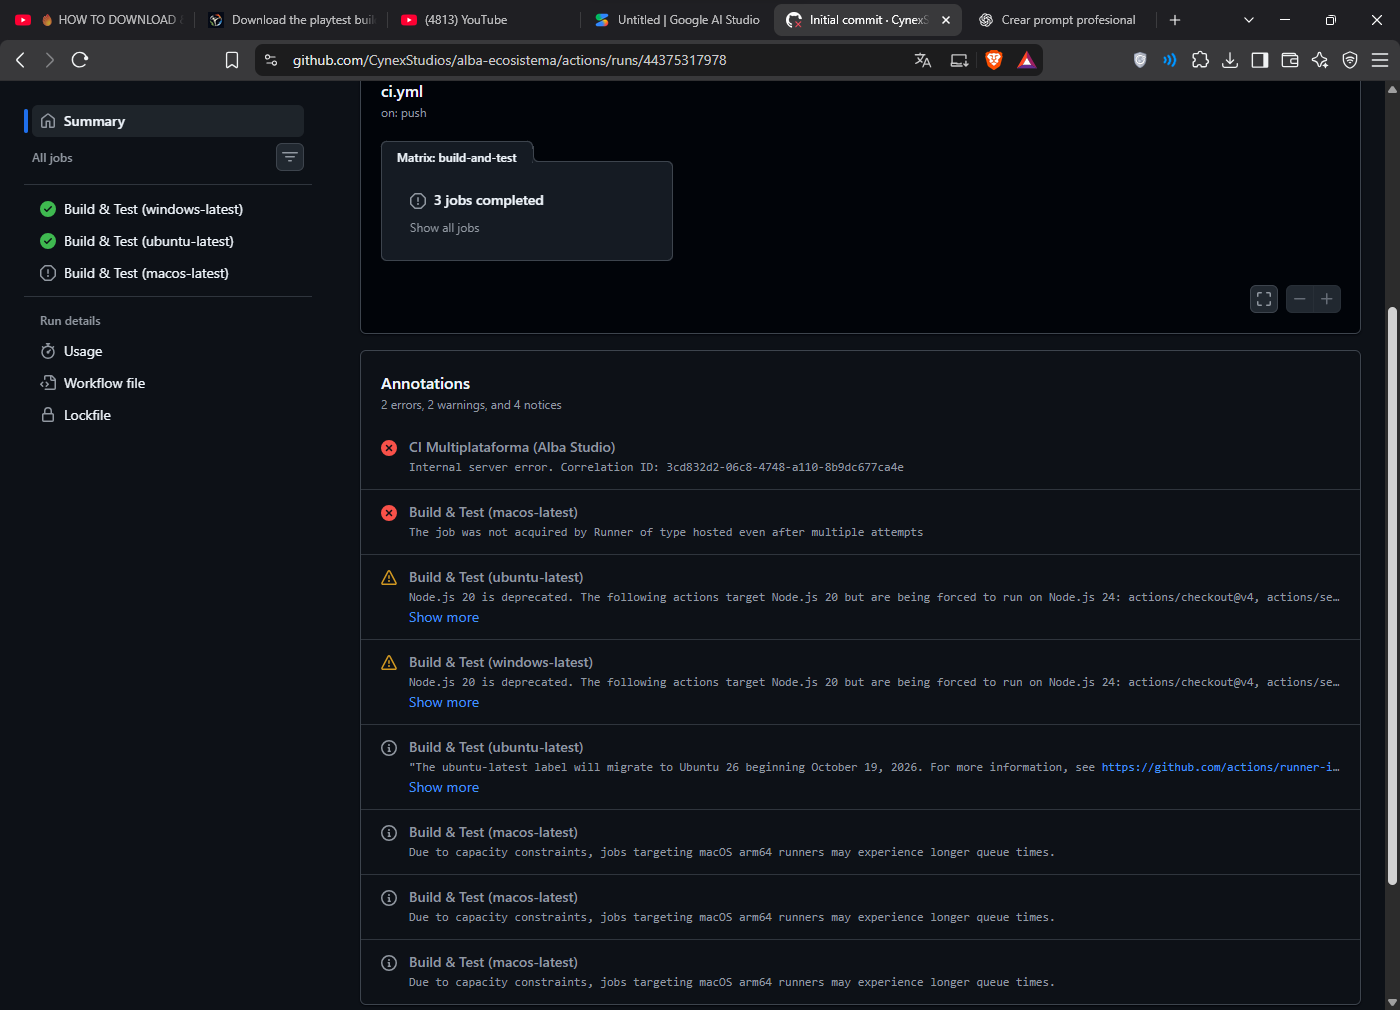 HOW TO DOWNLOAD
Download the playtest buil
(4813) YouTube
Untitled | Google AI Studio
Initial commit · CynexS
Crear prompt profesional
github.com/CynexStudios/alba-ecosistema/actions/runs/44375317978
Summary
All jobs
Build & Test (windows-latest)
Build & Test (ubuntu-latest)
Build & Test (macos-latest)
Run details
Usage
Workflow file
Lockfile
ci.yml
on: push
Matrix: build-and-test
3 jobs completed
Show all jobs
Annotations
2 errors, 2 warnings, and 4 notices
CI Multiplataforma (Alba Studio)
Internal server error. Correlation ID: 3cd832d2-06c8-4748-a110-8b9dc677ca4e
Build & Test (macos-latest)
The job was not acquired by Runner of type hosted even after multiple attempts
Build & Test (ubuntu-latest)
Node.js 20 is deprecated. The following actions target Node.js 20 but are being forced to run on Node.js 24: actions/checkout@v4, actions/se…
Show more
Build & Test (windows-latest)
Node.js 20 is deprecated. The following actions target Node.js 20 but are being forced to run on Node.js 24: actions/checkout@v4, actions/se…
Show more
Build & Test (ubuntu-latest)
"The ubuntu-latest label will migrate to Ubuntu 26 beginning October 19, 2026. For more information, see https://github.com/actions/runner-i…
Show more
Build & Test (macos-latest)
Due to capacity constraints, jobs targeting macOS arm64 runners may experience longer queue times.
Build & Test (macos-latest)
Due to capacity constraints, jobs targeting macOS arm64 runners may experience longer queue times.
Build & Test (macos-latest)
Due to capacity constraints, jobs targeting macOS arm64 runners may experience longer queue times.